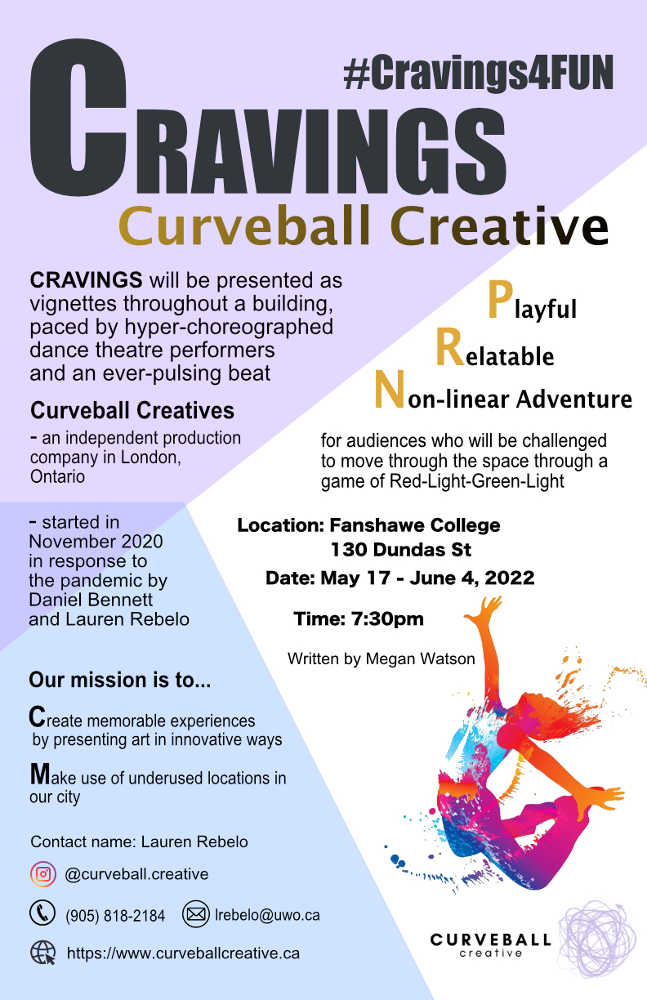 #Cravings4FUN
CRAVINGS
Curveball Creative
CRAVINGS will be presented as
vignettes throughout a building,
paced by hyper-choreographed
dance theatre performers
and an ever-pulsing beat
Playful
Relatable
Non-linear Adventure
for audiences who will be challenged
to move through the space through a
game of Red-Light-Green-Light
Curveball Creatives
- an independent production
company in London,
Ontario
- started in
November 2020
in response to
the pandemic by
Daniel Bennett
and Lauren Rebelo
Location: Fanshawe College
130 Dundas St
Date: May 17 - June 4, 2022
Time: 7:30pm
Written by Megan Watson
Our mission is to...
Create memorable experiences
by presenting art in innovative ways
Make use of underused locations in
our city
Contact name: Lauren Rebelo
@curveball.creative
(905) 818-2184 lrebelo@uwo.ca
https://www.curveballcreative.ca
CURVEBALL
creative